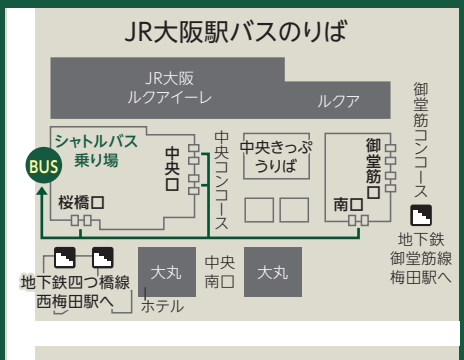 JR大阪駅バスのりば
JR大阪
ルクアイーレ
ルクア
御堂筋コンコース
シャトルバス
乗り場
BUS
中央口
中央コンコース
中央きっぷ
うりば
御堂筋口
桜橋口
南口
地下鉄
御堂筋線
梅田駅へ
大丸
中央
南口
大丸
地下鉄四つ橋線
西梅田駅へ
ホテル